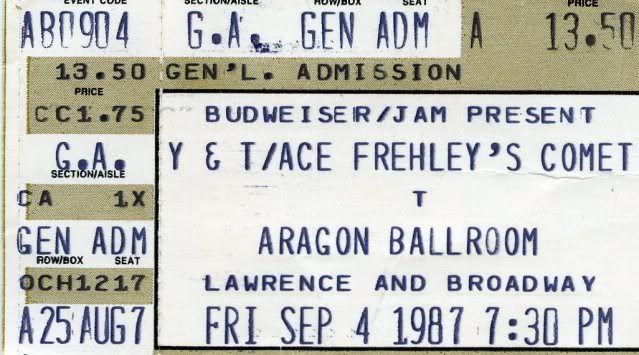 EVENT CODE SECTION/AISLE ROW/BOX SEAT PRICE
AB0904 G.A. GEN ADM A 13.50
13.50 GEN'L. ADMISSION
PRICE
CC1.75 BUDWEISER/JAM PRESENT
G.A. Y & T/ACE FREHLEY'S COMET
SECTION/AISLE
CA 1X T
GEN ADM ARAGON BALLROOM
ROW/BOX SEAT
OCH1217 LAWRENCE AND BROADWAY
A25AUG7 FRI SEP 4 1987 7:30 PM